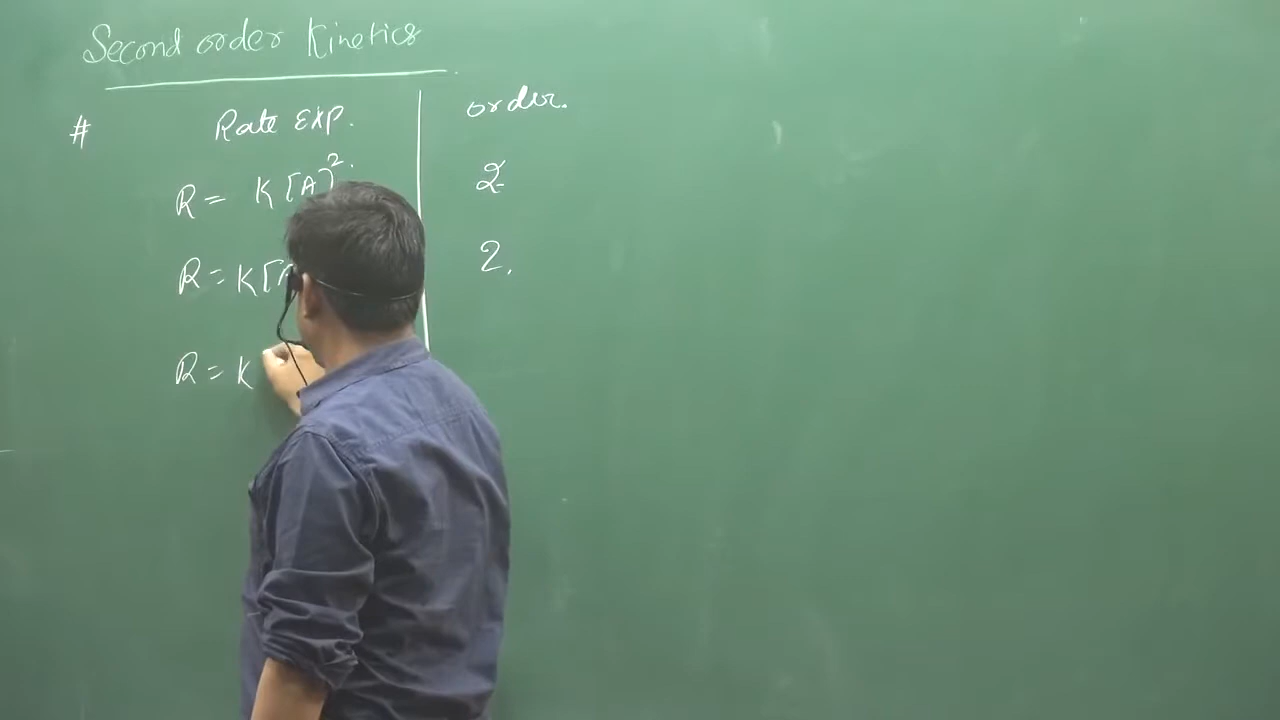 Second order Kinetics
# Rate Exp. order.
R = K[A]². 2
R = K[A 2.
R = K